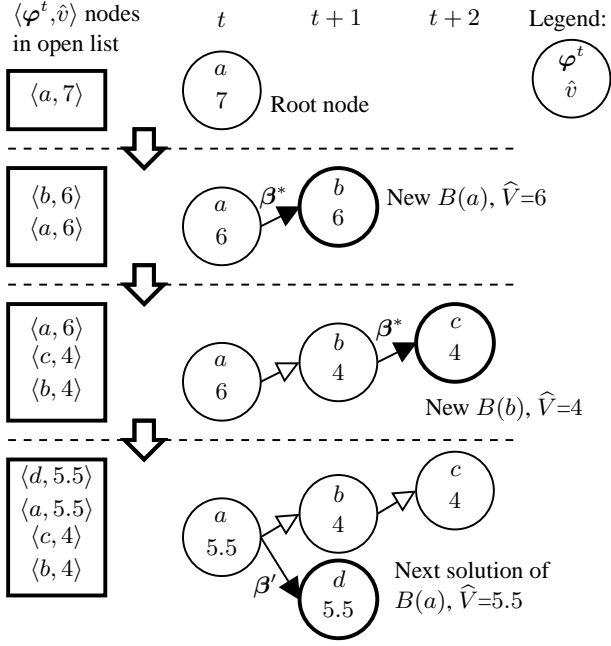 ⟨φᵗ,v̂⟩ nodes
in open list
t
t + 1
t + 2
Legend:
φᵗ
v̂
⟨a, 7⟩
a
7
Root node
⟨b, 6⟩
⟨a, 6⟩
a
6
β*
b
6
New B(a), V̂=6
⟨a, 6⟩
⟨c, 4⟩
⟨b, 4⟩
a
6
b
4
β*
c
4
New B(b), V̂=4
⟨d, 5.5⟩
⟨a, 5.5⟩
⟨c, 4⟩
⟨b, 4⟩
a
5.5
b
4
c
4
β′
d
5.5
Next solution of
B(a), V̂=5.5